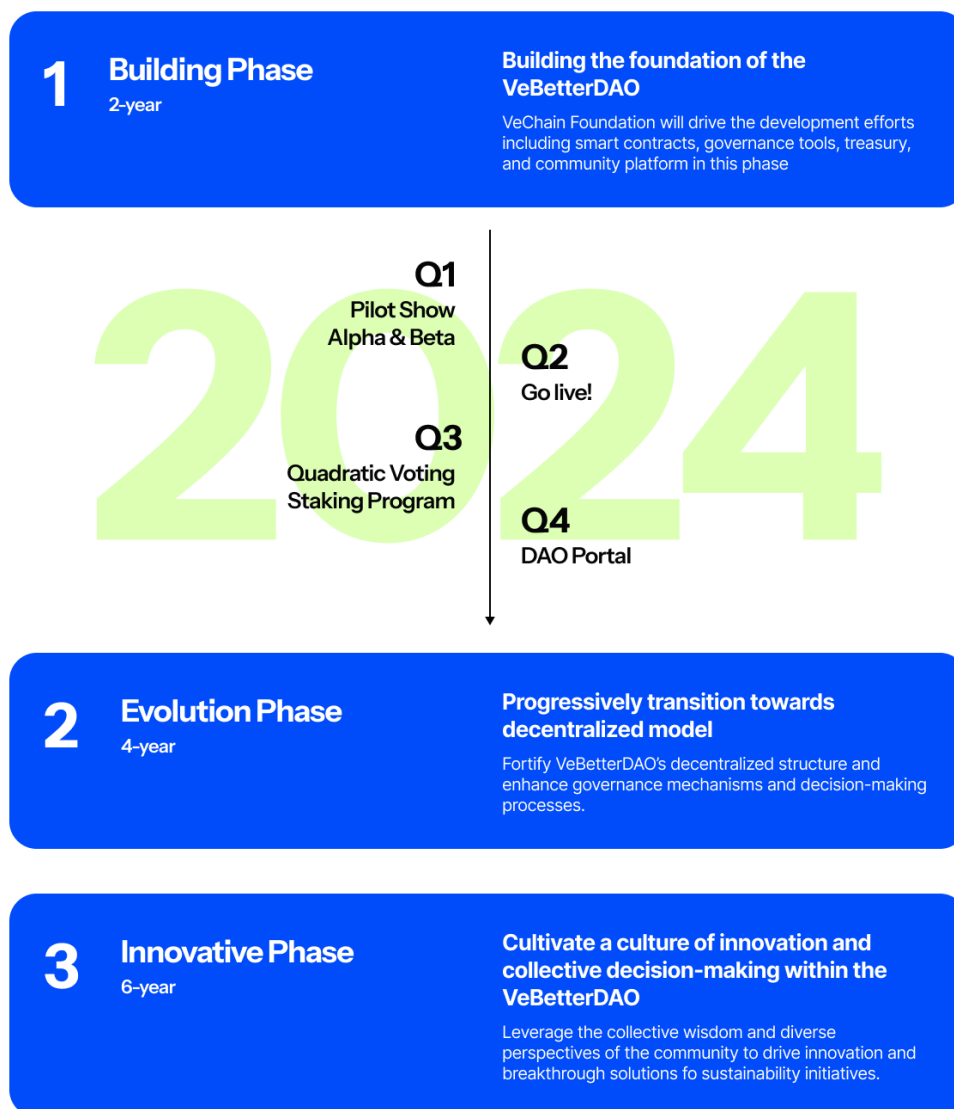 1
Building Phase
2-year
Building the foundation of the
VeBetterDAO
VeChain Foundation will drive the development efforts
including smart contracts, governance tools, treasury,
and community platform in this phase
2024
Q1
Pilot Show
Alpha & Beta
Q2
Go live!
Q3
Quadratic Voting
Staking Program
Q4
DAO Portal
2
Evolution Phase
4-year
Progressively transition towards
decentralized model
Fortify VeBetterDAO’s decentralized structure and
enhance governance mechanisms and decision-making
processes.
3
Innovative Phase
6-year
Cultivate a culture of innovation and
collective decision-making within the
VeBetterDAO
Leverage the collective wisdom and diverse
perspectives of the community to drive innovation and
breakthrough solutions fo sustainability initiatives.